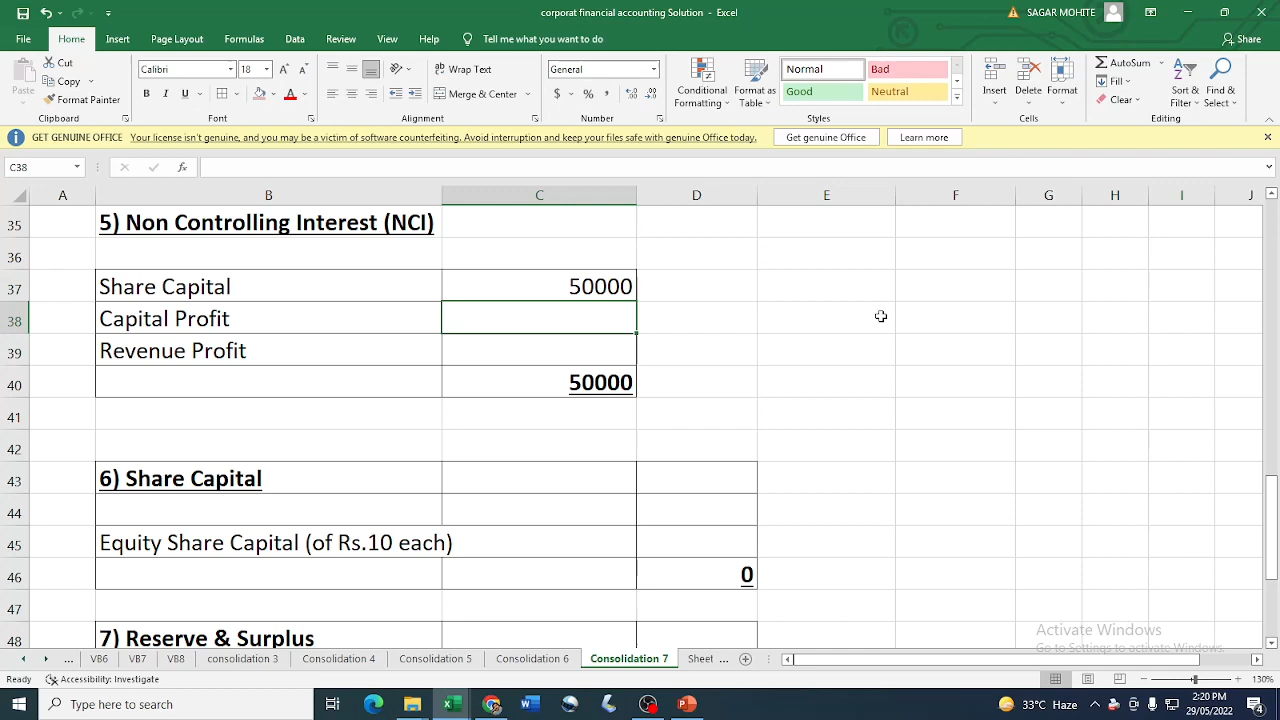 corporat financial accounting Solution - Excel
SAGAR MOHITE
File Home Insert Page Layout Formulas Data Review View Help Tell me what you want to do Share
Paste
Cut
Copy
Format Painter
Clipboard
Calibri 18
B I U
Font
Wrap Text
Merge & Center
Alignment
General
Number
Conditional Formatting
Format as Table
Normal Bad
Good Neutral
Styles
Insert Delete Format
Cells
AutoSum
Fill
Clear
Sort & Filter
Find & Select
Editing
GET GENUINE OFFICE Your license isn't genuine, and you may be a victim of software counterfeiting. Avoid interruption and keep your files safe with genuine Office today. Get genuine Office Learn more
C38 fx
A B C D E F G H I J
35 5) Non Controlling Interest (NCI)
36
37 Share Capital 50000
38 Capital Profit
39 Revenue Profit
40 50000
41
42
43 6) Share Capital
44
45 Equity Share Capital (of Rs.10 each)
46 0
47
48 7) Reserve & Surplus
Activate Windows
Go to Settings to activate Windows.
... VB6 VB7 VB8 consolidation 3 Consolidation 6 Consolidation 7 Sheet ...
Ready Accessibility: Investigate 130%
Type here to search
33°C Haze
ENG
2:20 PM
29/05/2022